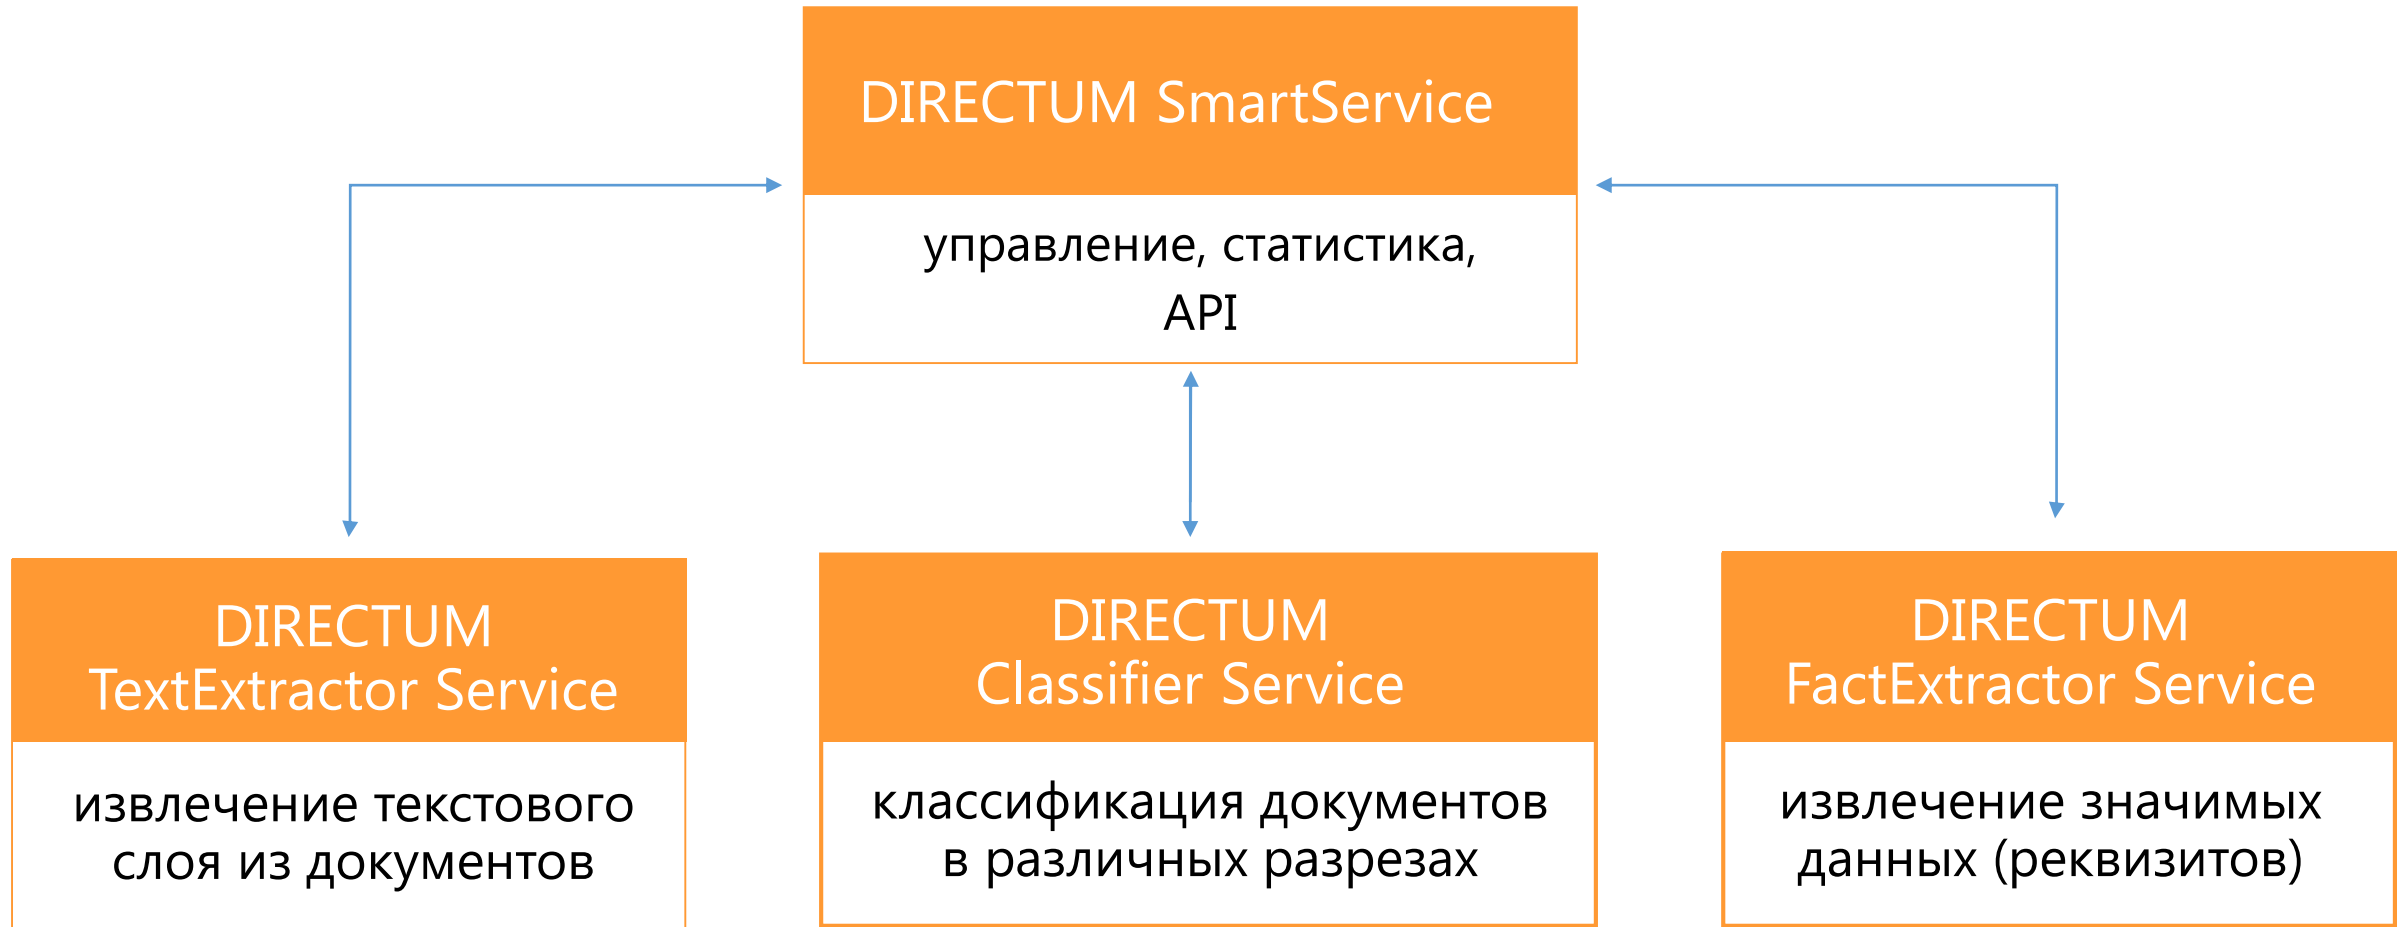 DIRECTUM SmartService
управление, статистика,
API
DIRECTUM
TextExtractor Service
извлечение текстового
слоя из документов
DIRECTUM
Classifier Service
классификация документов
в различных разрезах
DIRECTUM
FactExtractor Service
извлечение значимых
данных (реквизитов)